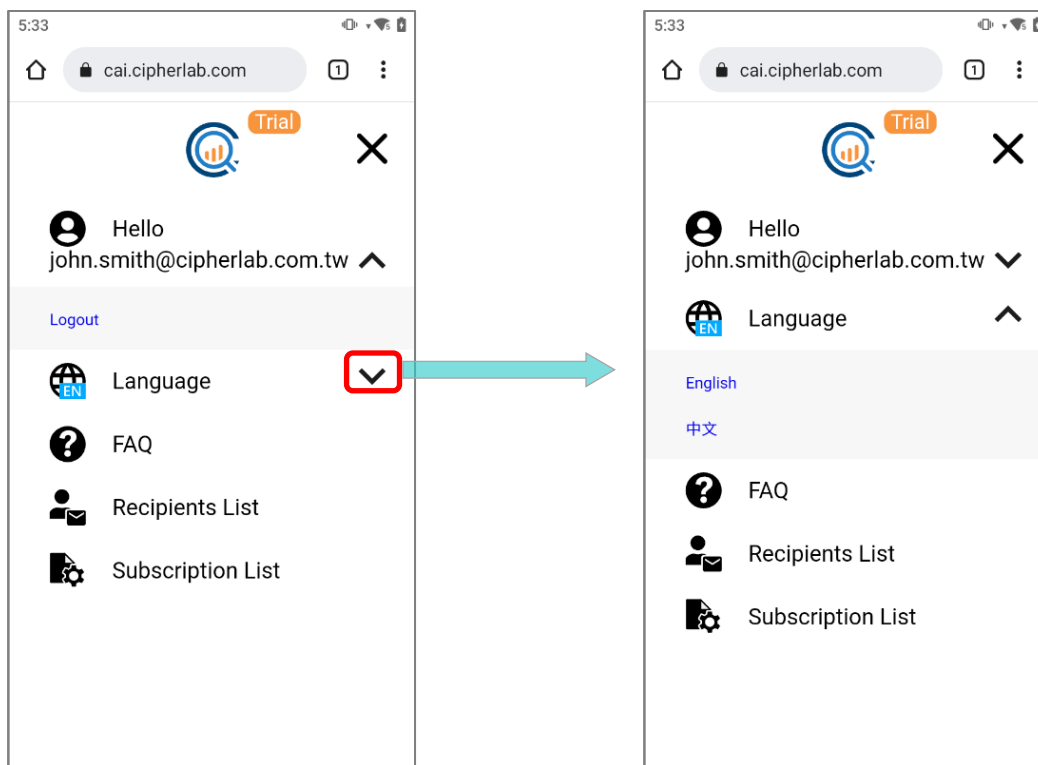 5:33
cai.cipherlab.com
1
Trial
Hello
john.smith@cipherlab.com.tw
Logout
EN
Language
FAQ
Recipients List
Subscription List
5:33
cai.cipherlab.com
1
Trial
Hello
john.smith@cipherlab.com.tw
EN
Language
English
中文
FAQ
Recipients List
Subscription List